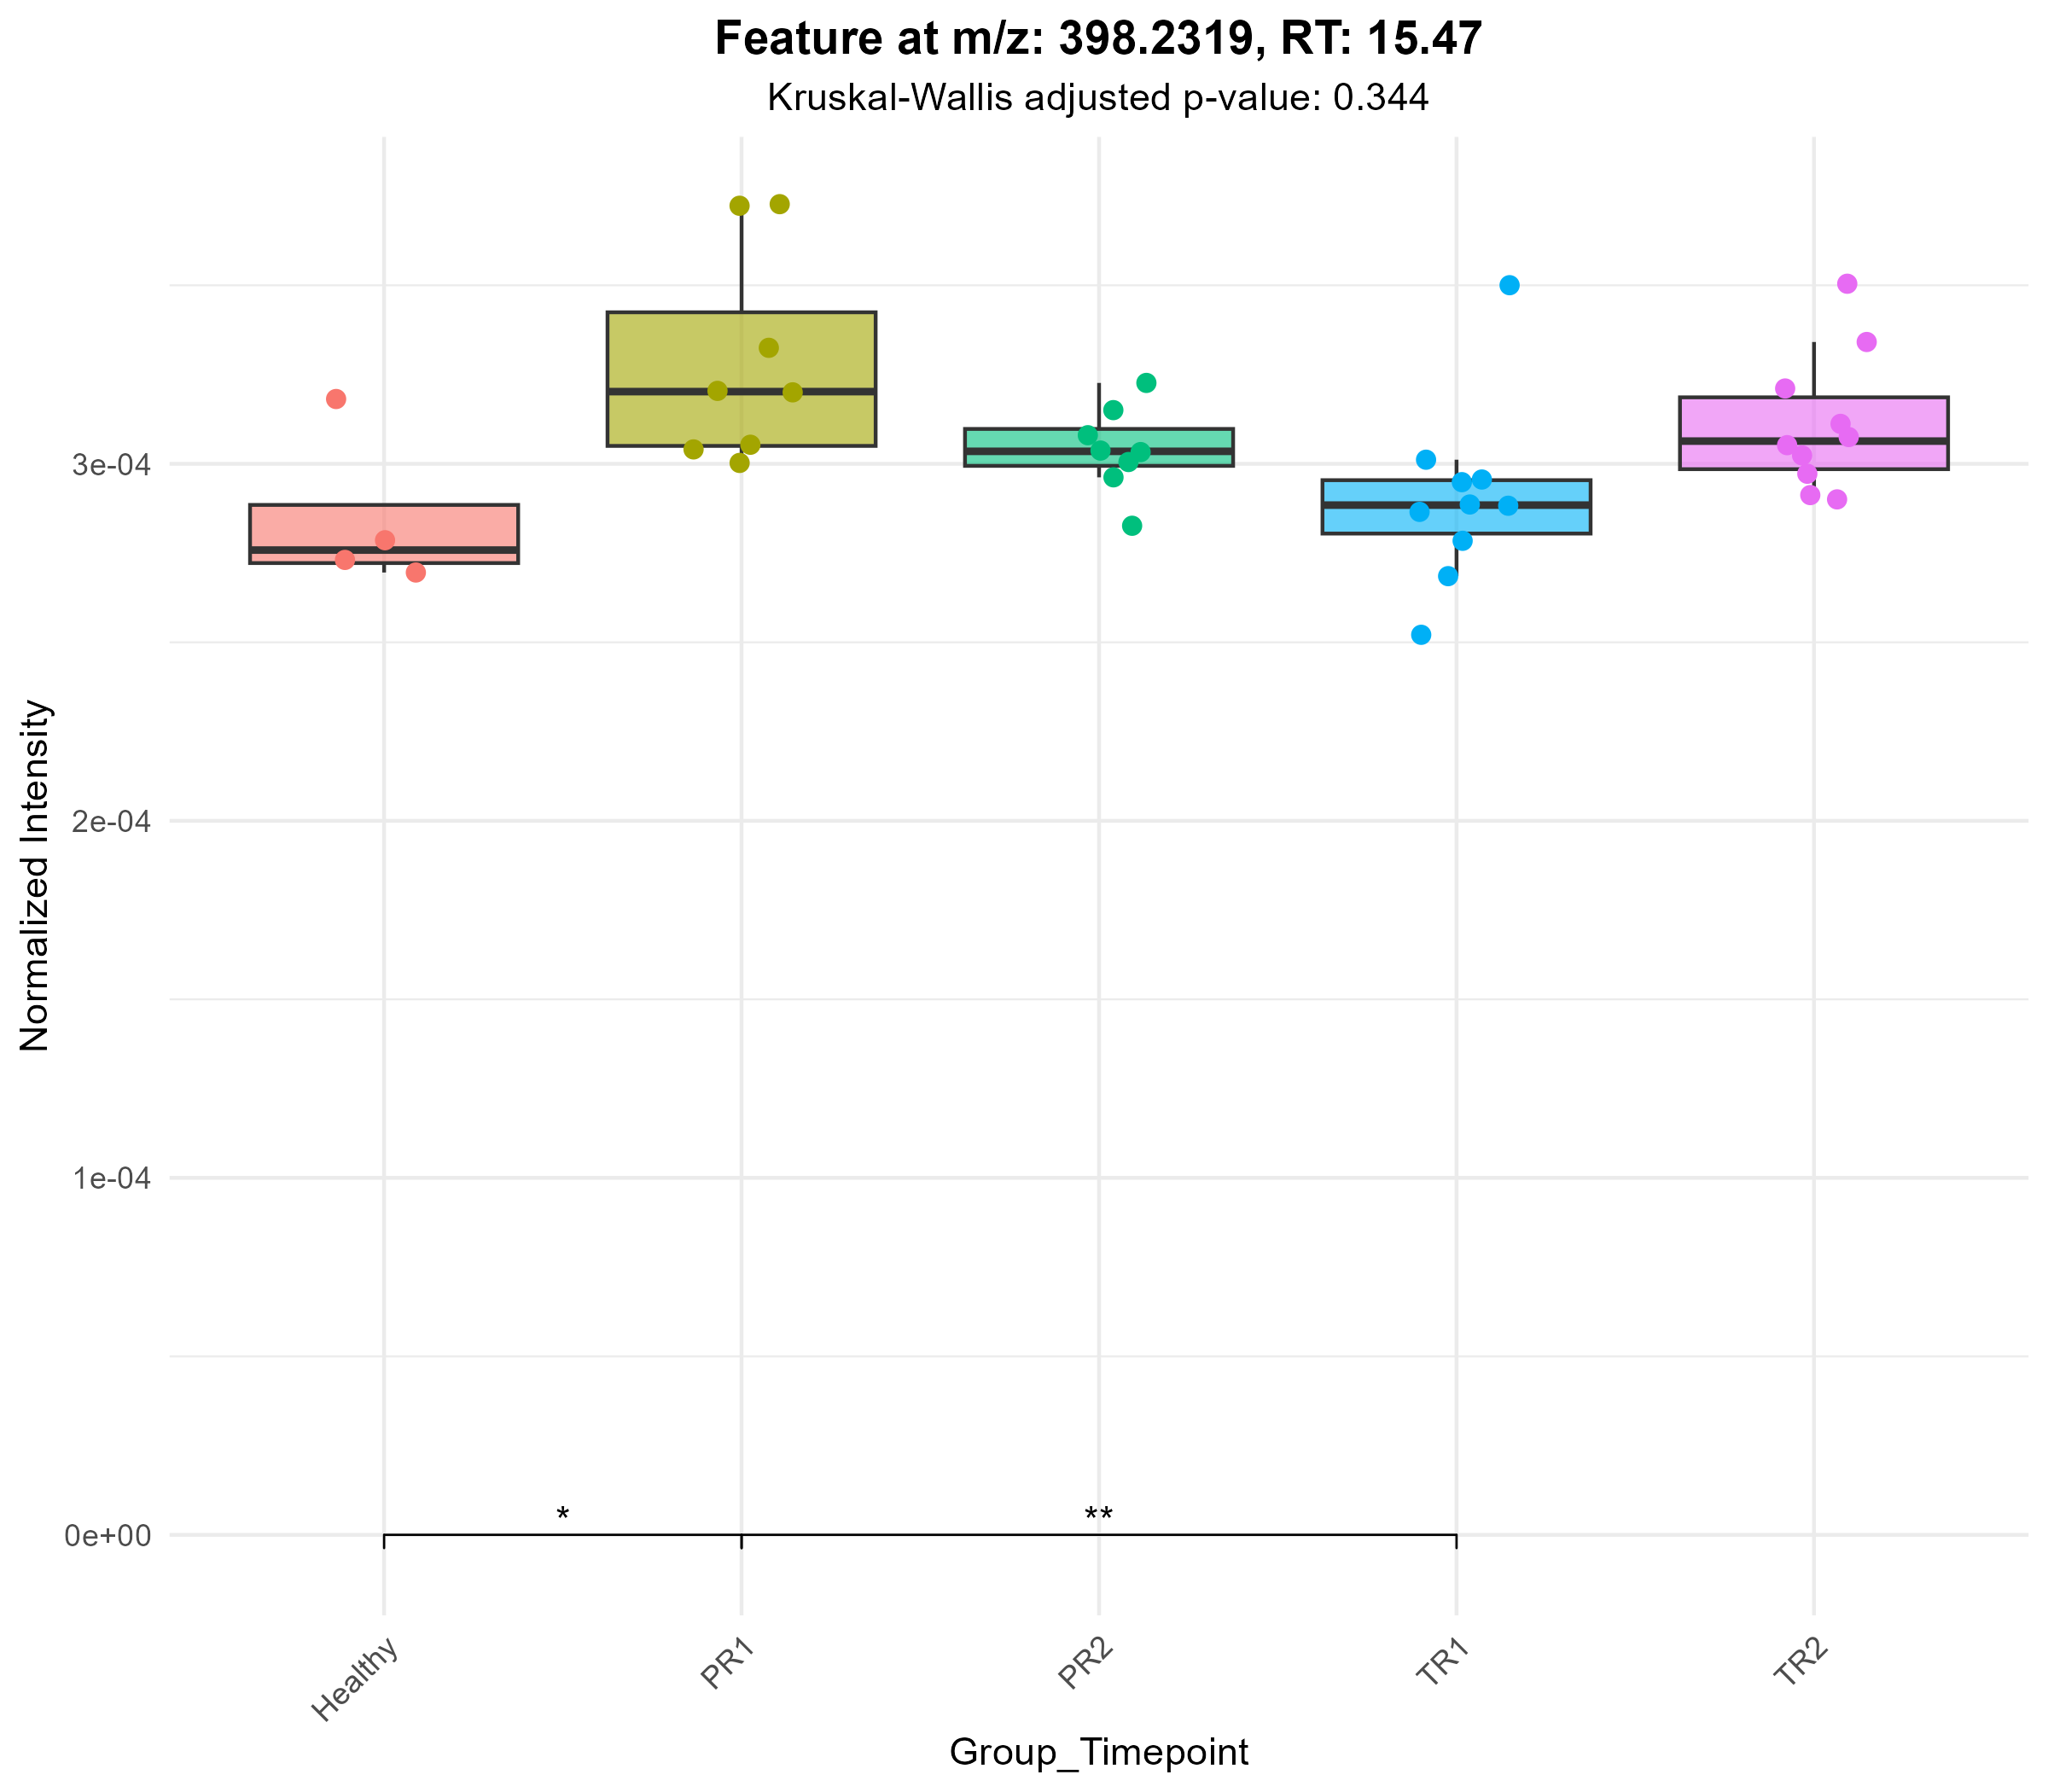 Feature at m/z: 398.2319, RT: 15.47
Kruskal-Wallis adjusted p-value: 0.344
Normalized Intensity
3e-04
2e-04
1e-04
0e+00
*
**
Healthy
PR1
PR2
TR1
TR2
Group_Timepoint